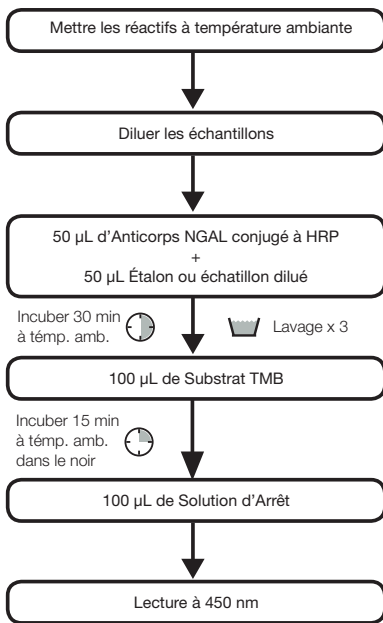 Mettre les réactifs à température ambiante
Diluer les échantillons
50 µL d'Anticorps NGAL conjugué à HRP
+
50 µL Étalon ou échatillon dilué
Incuber 30 min
à témp. amb.
Lavage x 3
100 µL de Substrat TMB
Incuber 15 min
à témp. amb.
dans le noir
100 µL de Solution d'Arrêt
Lecture à 450 nm